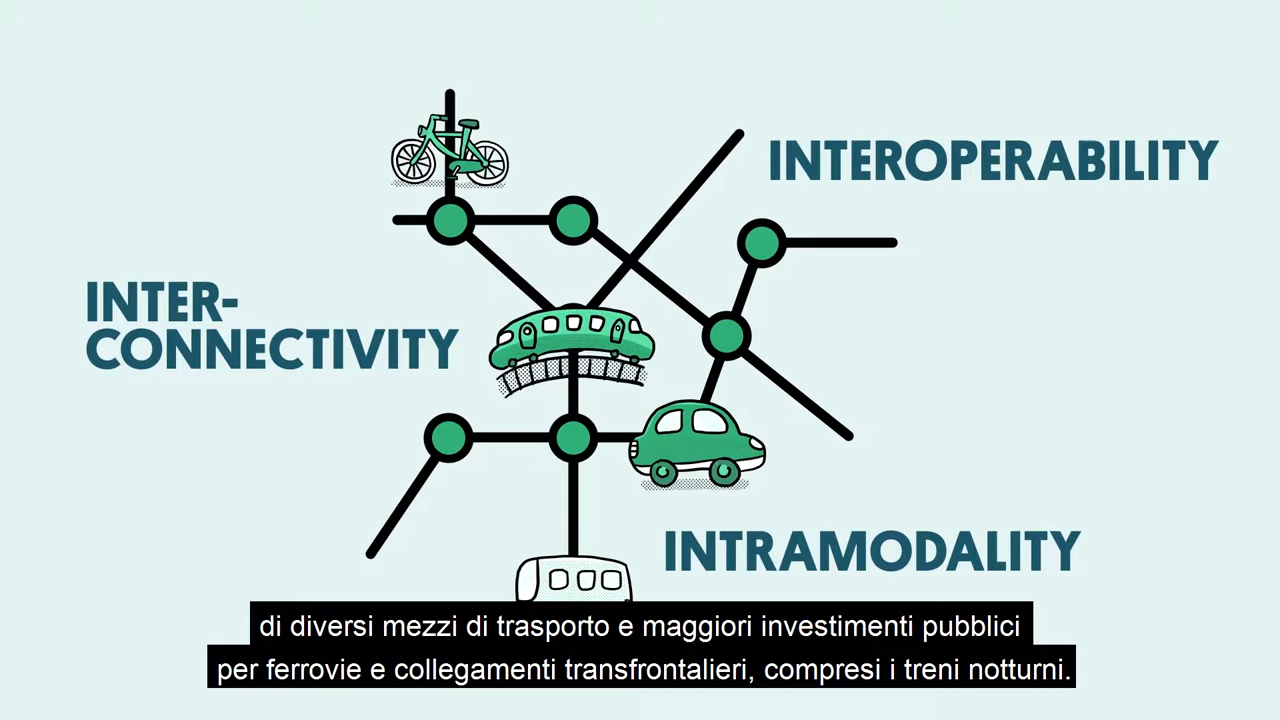 INTEROPERABILITY
INTER-
CONNECTIVITY
INTRAMODALITY
di diversi mezzi di trasporto e maggiori investimenti pubblici
per ferrovie e collegamenti transfrontalieri, compresi i treni notturni.